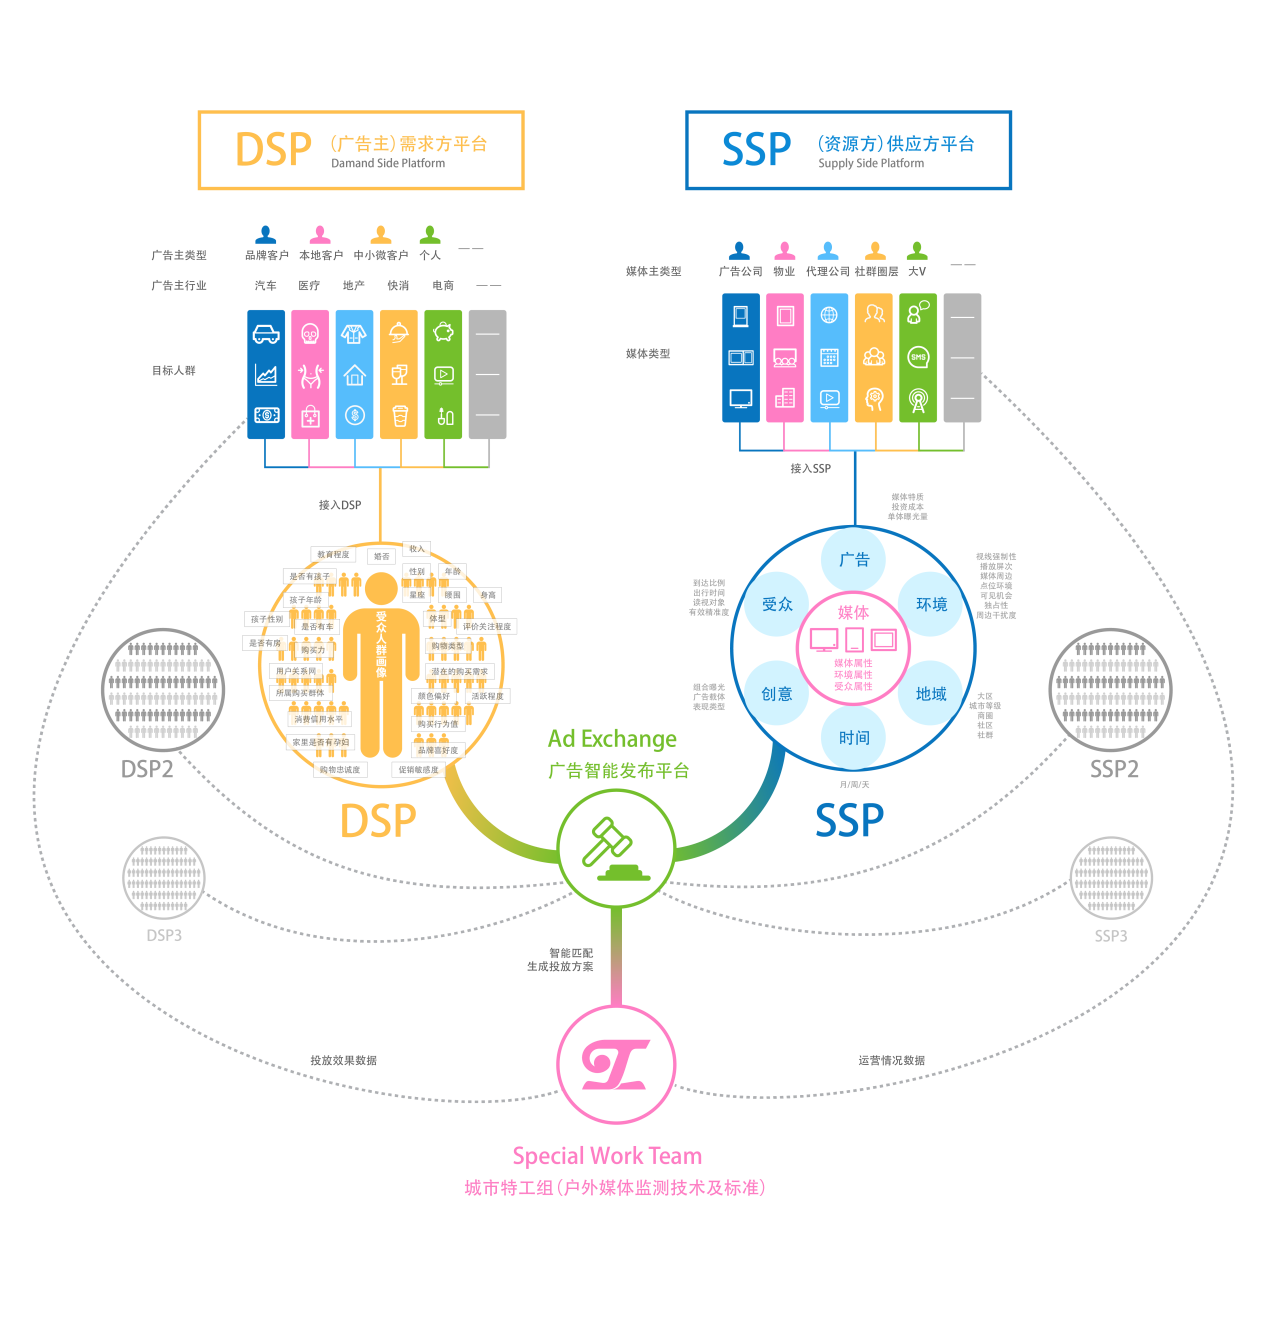 DSP (广告主)需求方平台
Damand Side Platform
SSP (资源方)供应方平台
Supply Side Platform
广告主类型 品牌客户 本地客户 中小微客户 个人 ——
广告主行业 汽车 医疗 地产 快消 电商 ——
目标人群
接入DSP
媒体主类型 广告公司 物业 代理公司 社群圈层 大V ——
媒体类型
SMS
接入SSP
教育程度 婚否 收入
是否有孩子 性别 年龄
孩子年龄 星座 腰围 身高
孩子性别 是否有车 体型 评价关注程度
是否有房 购买力 购物类型
用户关系网 潜在的购买需求
所属购买群体 颜色偏好 活跃程度
消费信用水平 购买行为值
家里是否有孕妇 品牌喜好度
购物忠诚度 促销敏感度
受众人群画像
DSP
媒体特质
投资成本
单体曝光量
视线强制性
播放屏次
媒体周边
点位环境
可见机会
独占性
周边干扰度
到达比例
出行时间
读视对象
有效精准度
组合曝光
广告载体
表现类型
大区
城市等级
商圈
社区
社群
月/周/天
广告
受众
环境
创意
地域
时间
媒体
媒体属性
环境属性
受众属性
SSP
DSP2
DSP3
SSP2
SSP3
Ad Exchange
广告智能发布平台
智能匹配
生成投放方案
投放效果数据
运营情况数据
Special Work Team
城市特工组(户外媒体监测技术及标准)